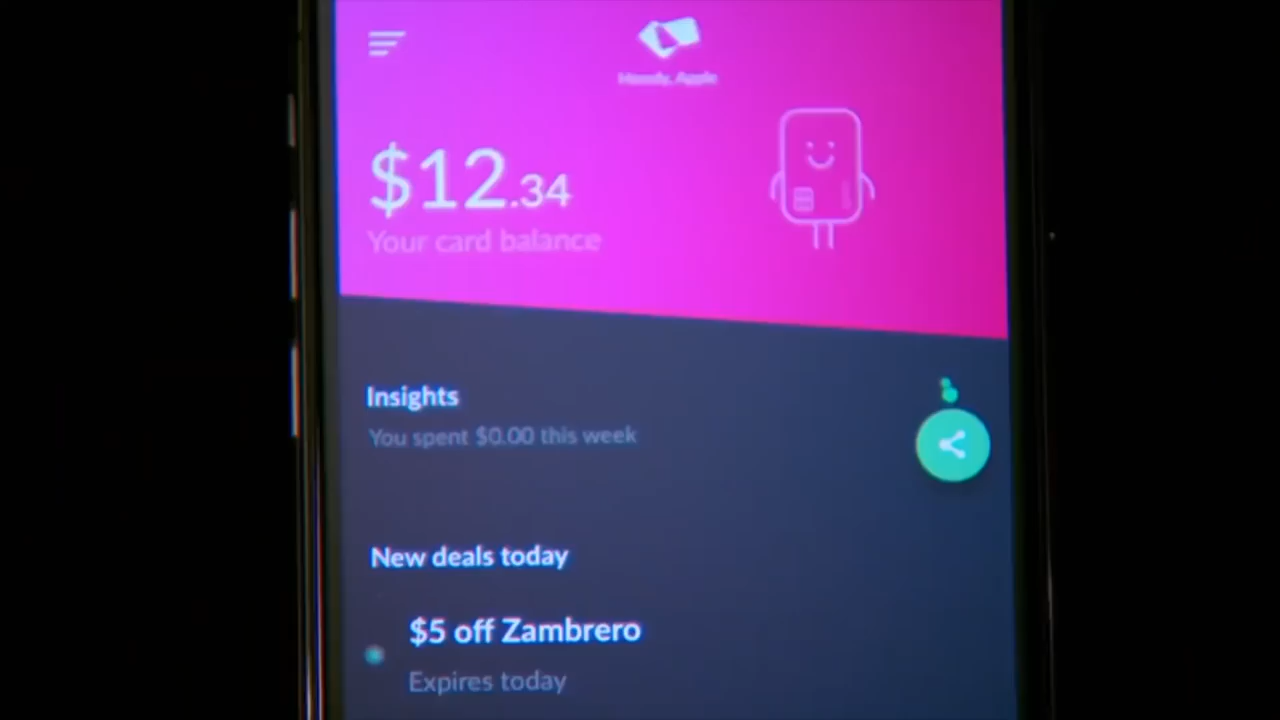 Howdy, Apple
$12.34
Your card balance
Insights
You spent $0.00 this week
New deals today
$5 off Zambrero
Expires today